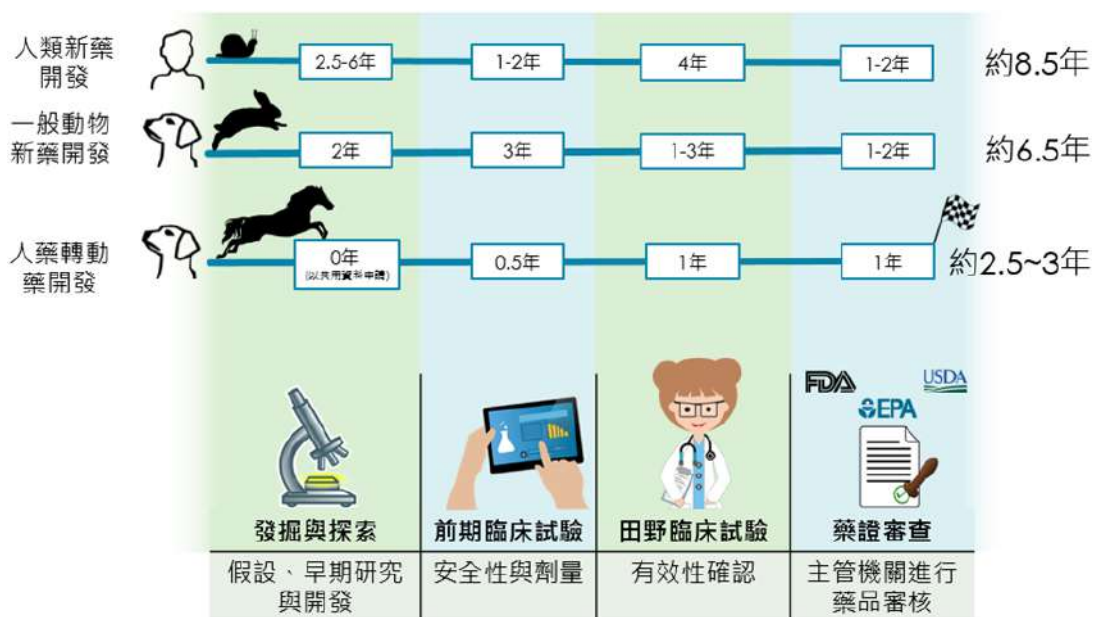 人類新藥
開發
2.5-6年
1-2年
4年
1-2年
約8.5年
一般動物
新藥開發
2年
3年
1-3年
1-2年
約6.5年
人藥轉動
藥開發
0年
0.5年
1年
1年
約2.5~3年
FDA
USDA
EPA
發掘與探索
前期臨床試驗
田野臨床試驗
藥證審查
假設、早期研究
與開發
安全性與劑量
有效性確認
主管機關進行
藥品審核